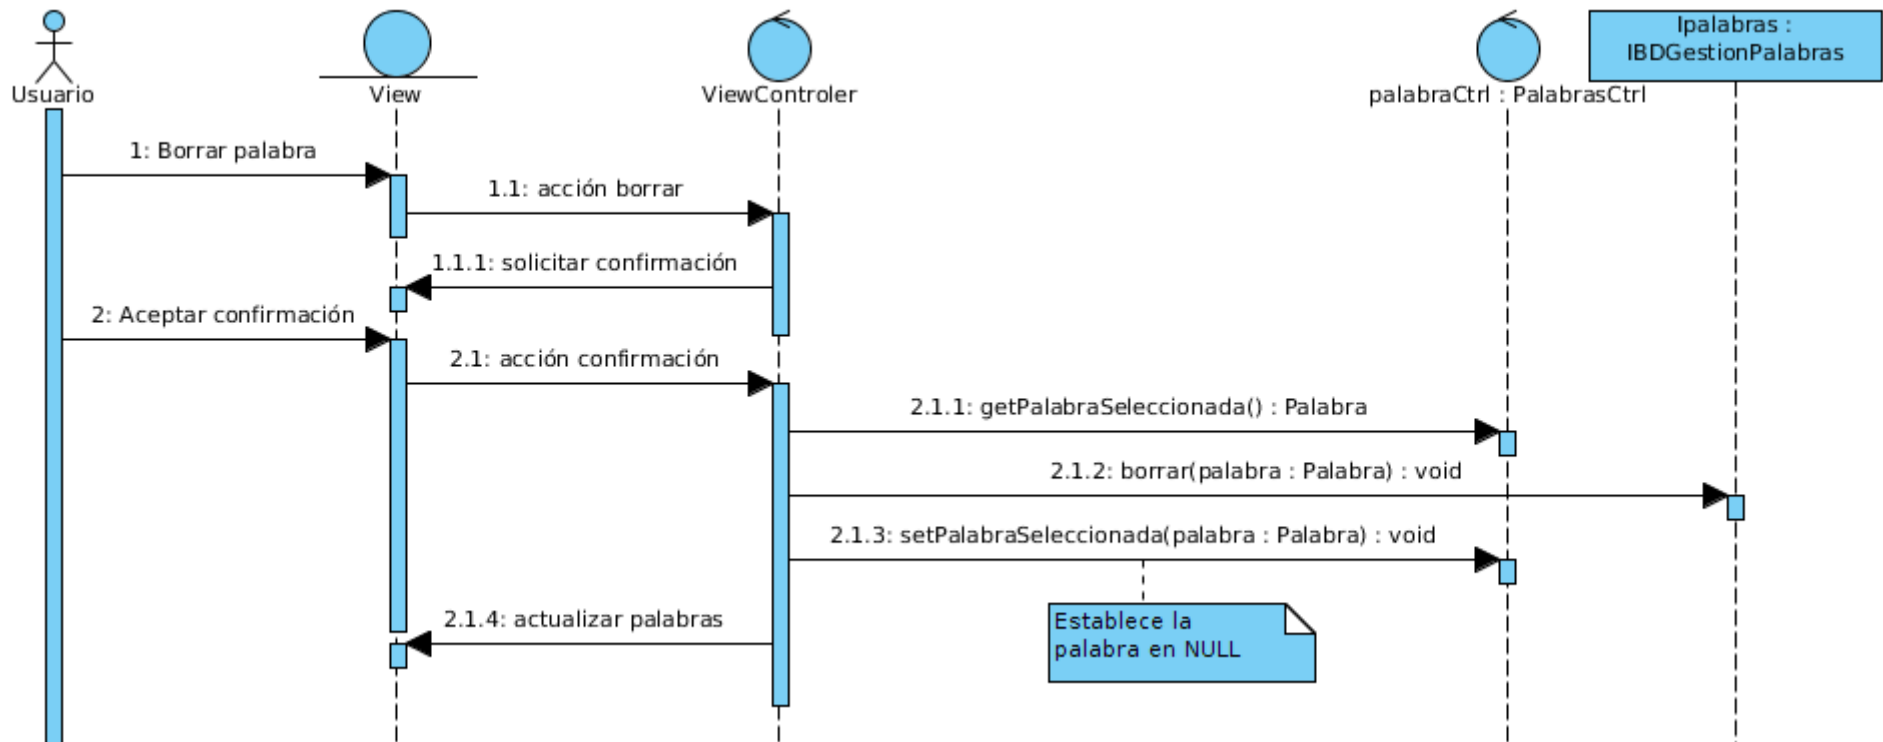 Ipalabras :
IBDGestionPalabras
Usuario
View
ViewControler
palabraCtrl : PalabrasCtrl
1: Borrar palabra
1.1: acción borrar
1.1.1: solicitar confirmación
2: Aceptar confirmación
2.1: acción confirmación
2.1.1: getPalabraSeleccionada() : Palabra
2.1.2: borrar(palabra : Palabra) : void
2.1.3: setPalabraSeleccionada(palabra : Palabra) : void
2.1.4: actualizar palabras
Establece la
palabra en NULL